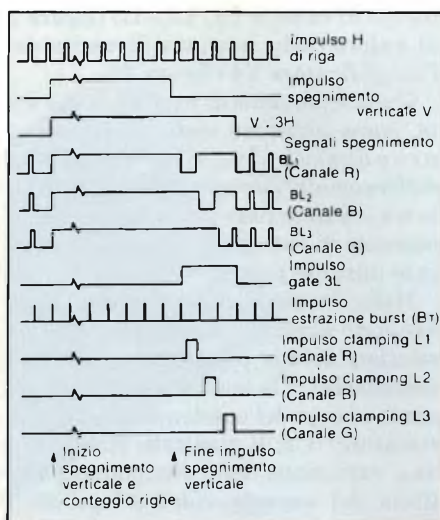 Impulso H
di riga
Impulso
spegnimento
verticale V
V . 3H
Segnali spegnimento
BL1
(Canale R)
BL2
(Canale B)
BL3
(Canale G)
Impulso
gate 3L
Impulso
estrazione burst (BT)
Impulso clamping L1
(Canale R)
Impulso clamping L2
(Canale B)
Impulso clamping L3
(Canale G)
Inizio
spegnimento
verticale e
conteggio righe
Fine impulso
spegnimento
verticale